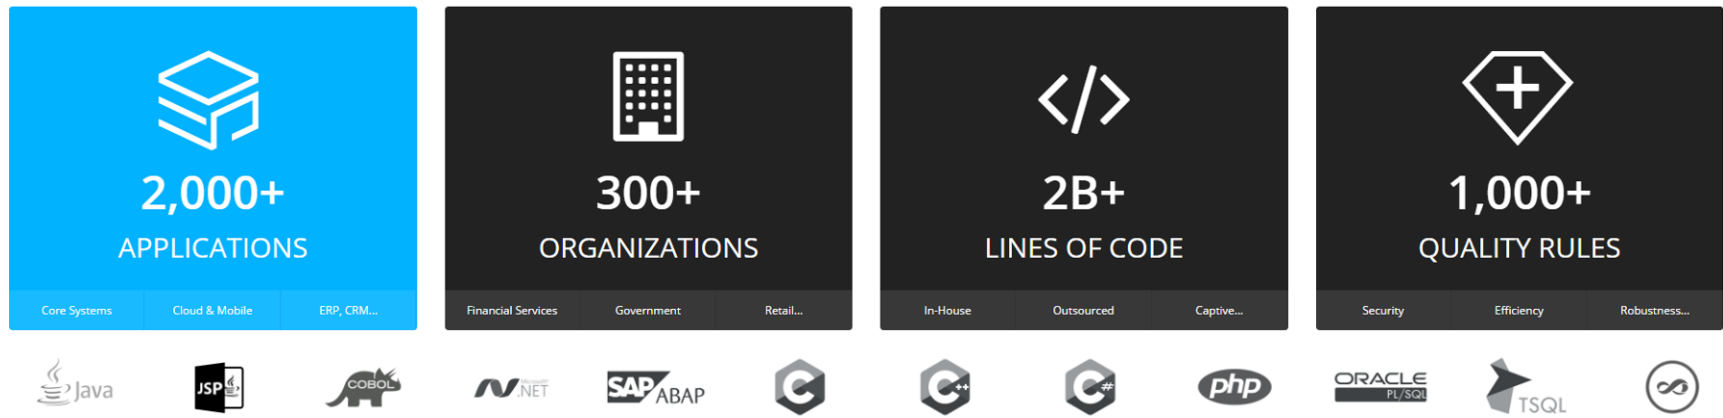 2,000+
APPLICATIONS
Core Systems
Cloud & Mobile
ERP, CRM...
300+
ORGANIZATIONS
Financial Services
Government
Retail...
2B+
LINES OF CODE
In-House
Outsourced
Captive...
1,000+
QUALITY RULES
Security
Efficiency
Robustness...
Java
JSP
COBOL
Microsoft
.NET
SAP ABAP
C
C++
C#
php
ORACLE
PL/SQL
TSQL